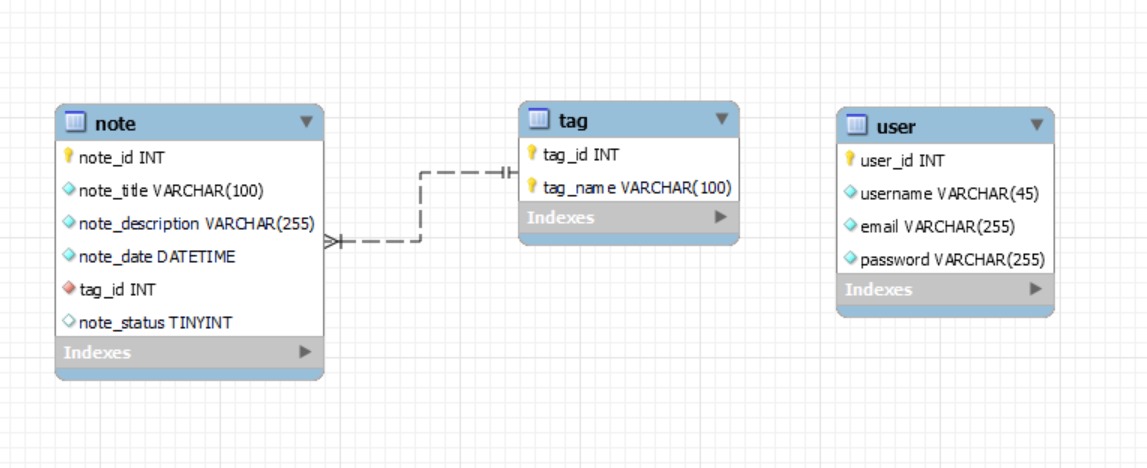 note
note_id INT
note_title VARCHAR(100)
note_description VARCHAR(255)
note_date DATETIME
tag_id INT
note_status TINYINT
Indexes
tag
tag_id INT
tag_name VARCHAR(100)
Indexes
user
user_id INT
username VARCHAR(45)
email VARCHAR(255)
password VARCHAR(255)
Indexes